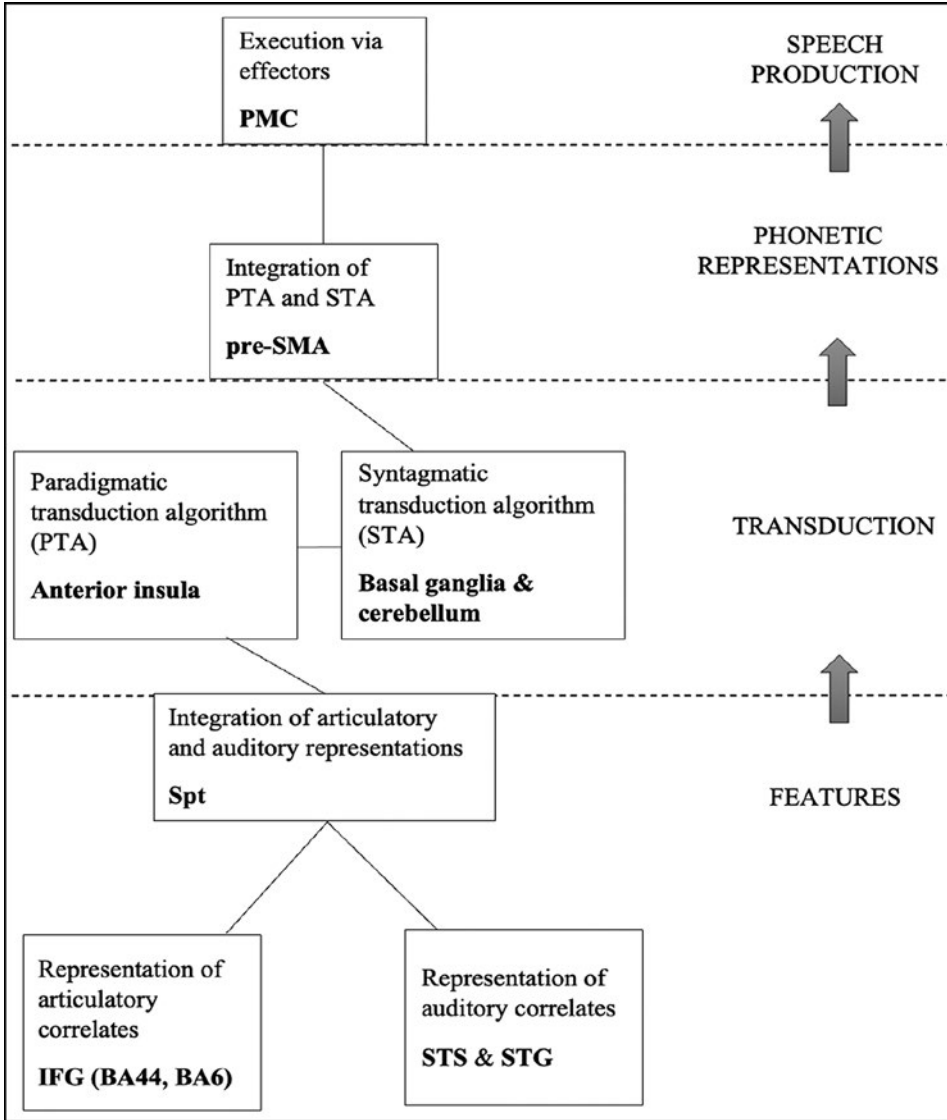 Execution via
effectors
PMC
SPEECH
PRODUCTION
Integration of
PTA and STA
pre-SMA
PHONETIC
REPRESENTATIONS
Paradigmatic
transduction algorithm
(PTA)
Anterior insula
Syntagmatic
transduction algorithm
(STA)
Basal ganglia &
cerebellum
TRANSDUCTION
Integration of articulatory
and auditory representations
Spt
FEATURES
Representation of
articulatory
correlates
IFG (BA44, BA6)
Representation of
auditory correlates
STS & STG